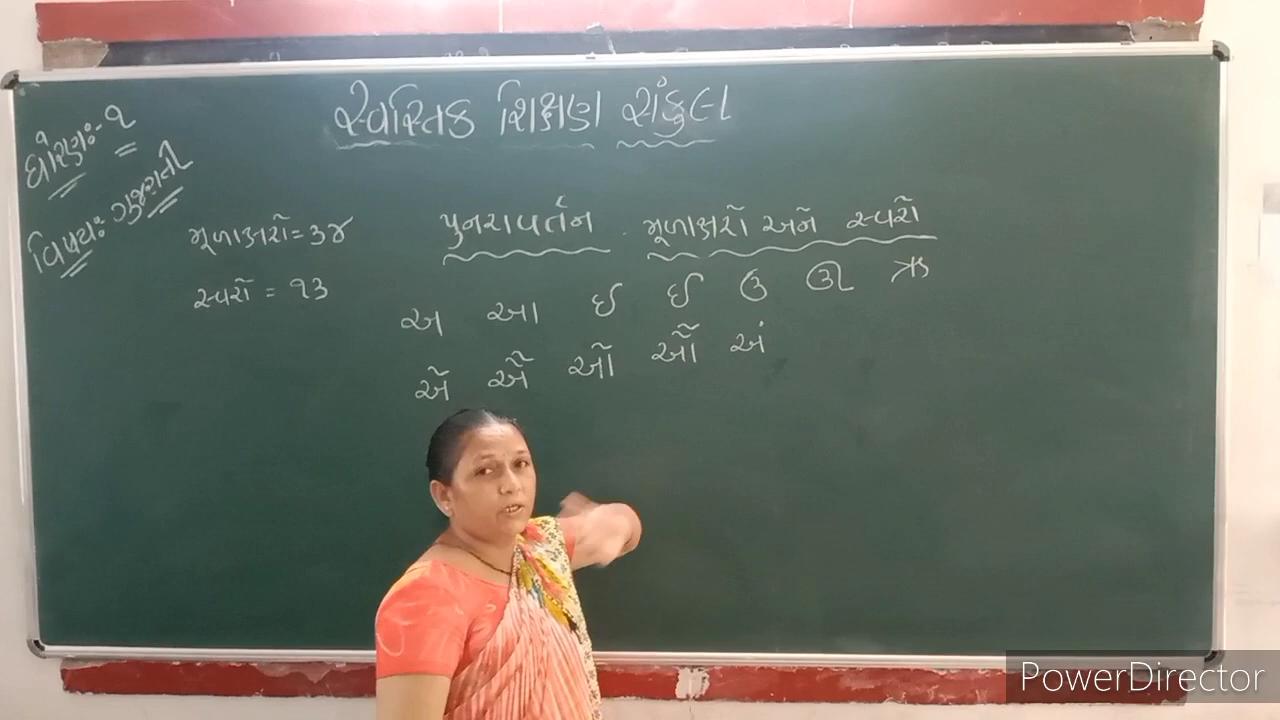 સ્વસ્તિક શિક્ષણ સંકુલ
ધોરણઃ- ૧
વિષયઃ ગુજરાતી
પુનરાવર્તન . મૂળાક્ષરો અને સ્વરો
મૂળાક્ષરો = ૩૪
સ્વરો = ૧૩
અ આ ઇ ઈ ઉ ઊ ઋ
એ ઐ ઓ ઔ અં
PowerDirector